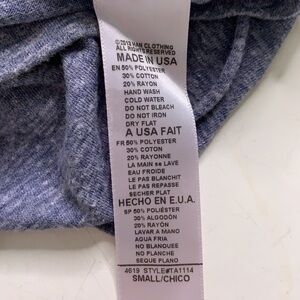 ©2013 VAN CLOTHING
ALL RIGHTS RESERVED
MADE IN USA
EN 50% POLYESTER
30% COTTON
20% RAYON
HAND WASH
COLD WATER
DO NOT BLEACH
DO NOT IRON
DRY FLAT
A USA FAIT
FR 50% POLYESTER
30% COTON
20% RAYONNE
LA MAIN se LAVE
EAU FROIDE
LE PAS BLANCHIT
LE PAS REPASSE
SECHER PLAT
HECHO EN E.U.A.
SP 50% POLIÉSTER
30% ALGODÓN
20% RAYÓN
LAVAR A MANO
AGUA FRIA
NO BLANQUEE
NO PLANCHE
SEQUE PLANO
4619 STYLE#TA1114
SMALL/CHICO